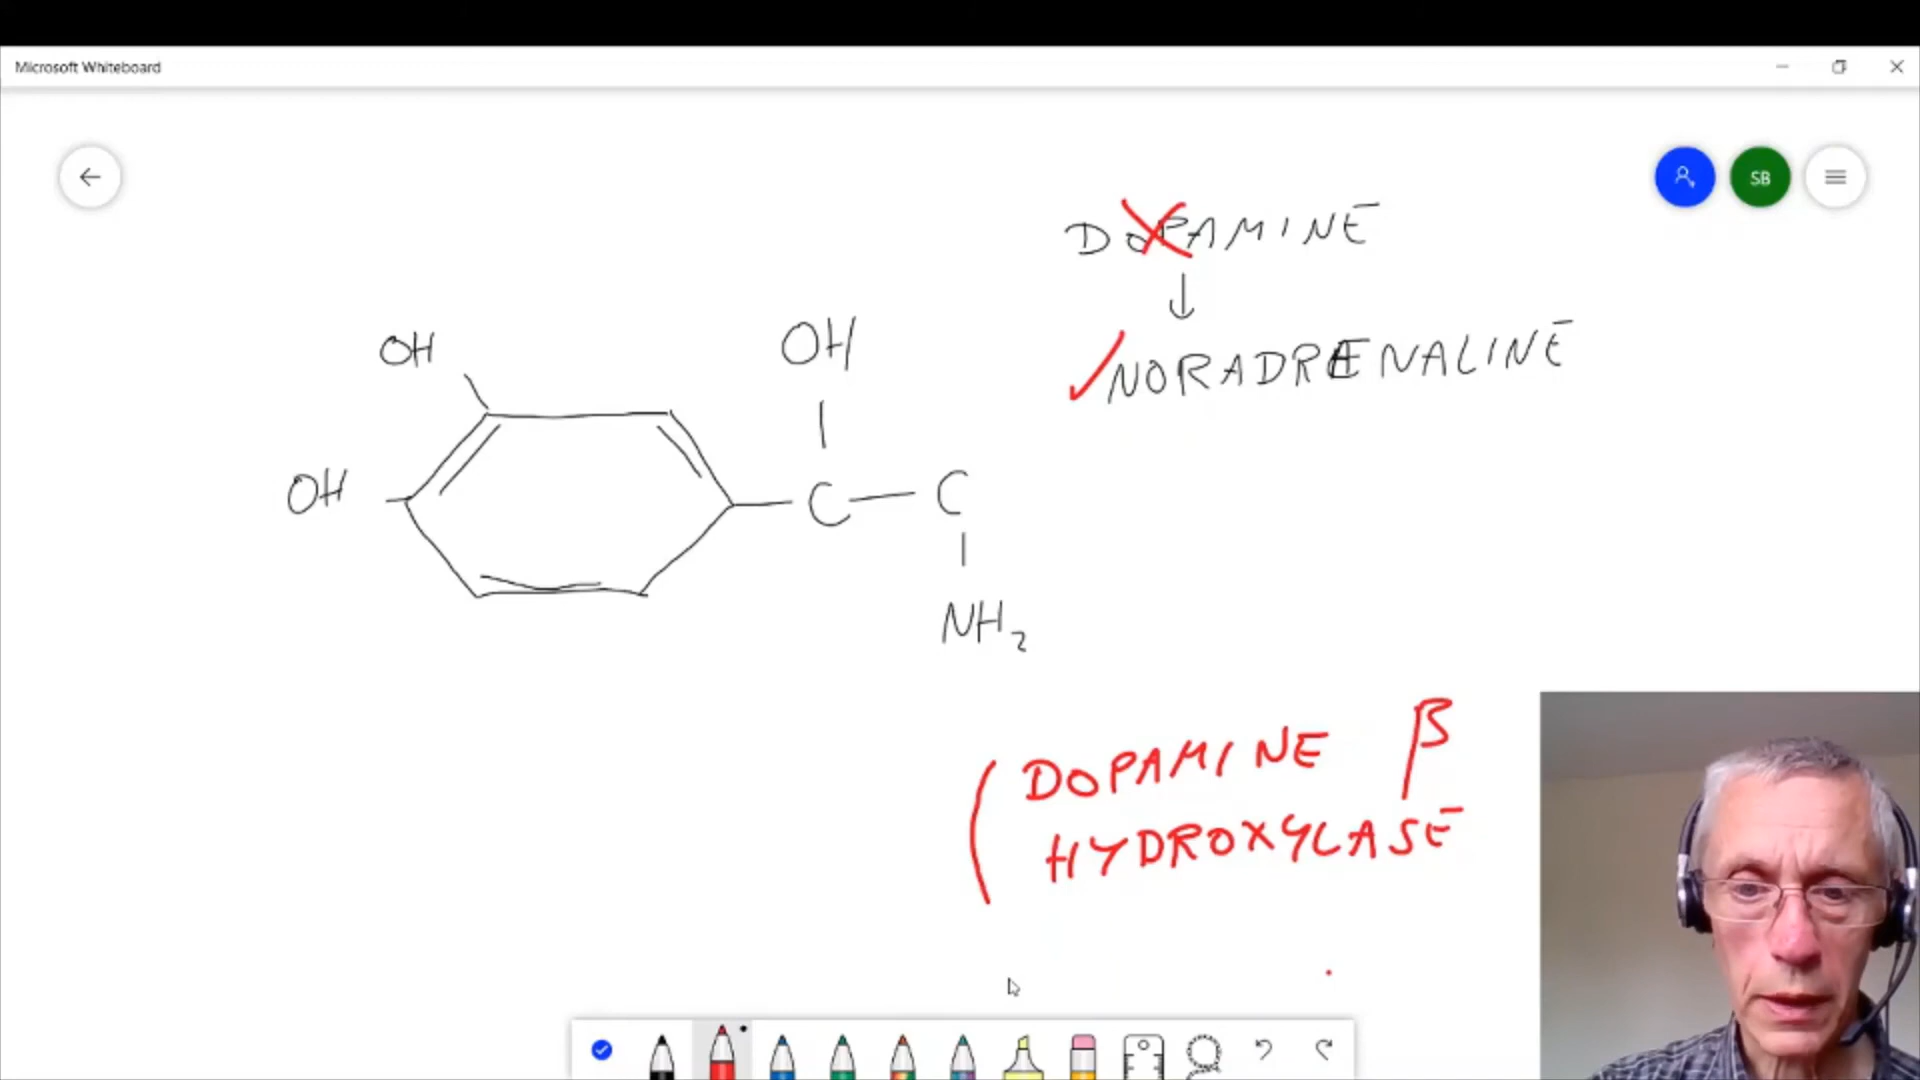 Microsoft Whiteboard
SB
DOPAMINE
↓
NORADRENALINE
OH
OH
OH
C — C
NH₂
(DOPAMINE β
HYDROXYLASE